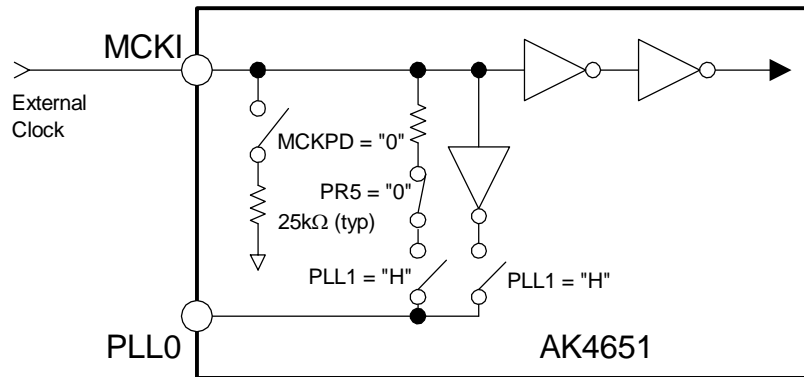 MCKI
External
Clock
MCKPD = "0"
PR5 = "0"
25kΩ (typ)
PLL1 = "H"
PLL1 = "H"
PLL0
AK4651